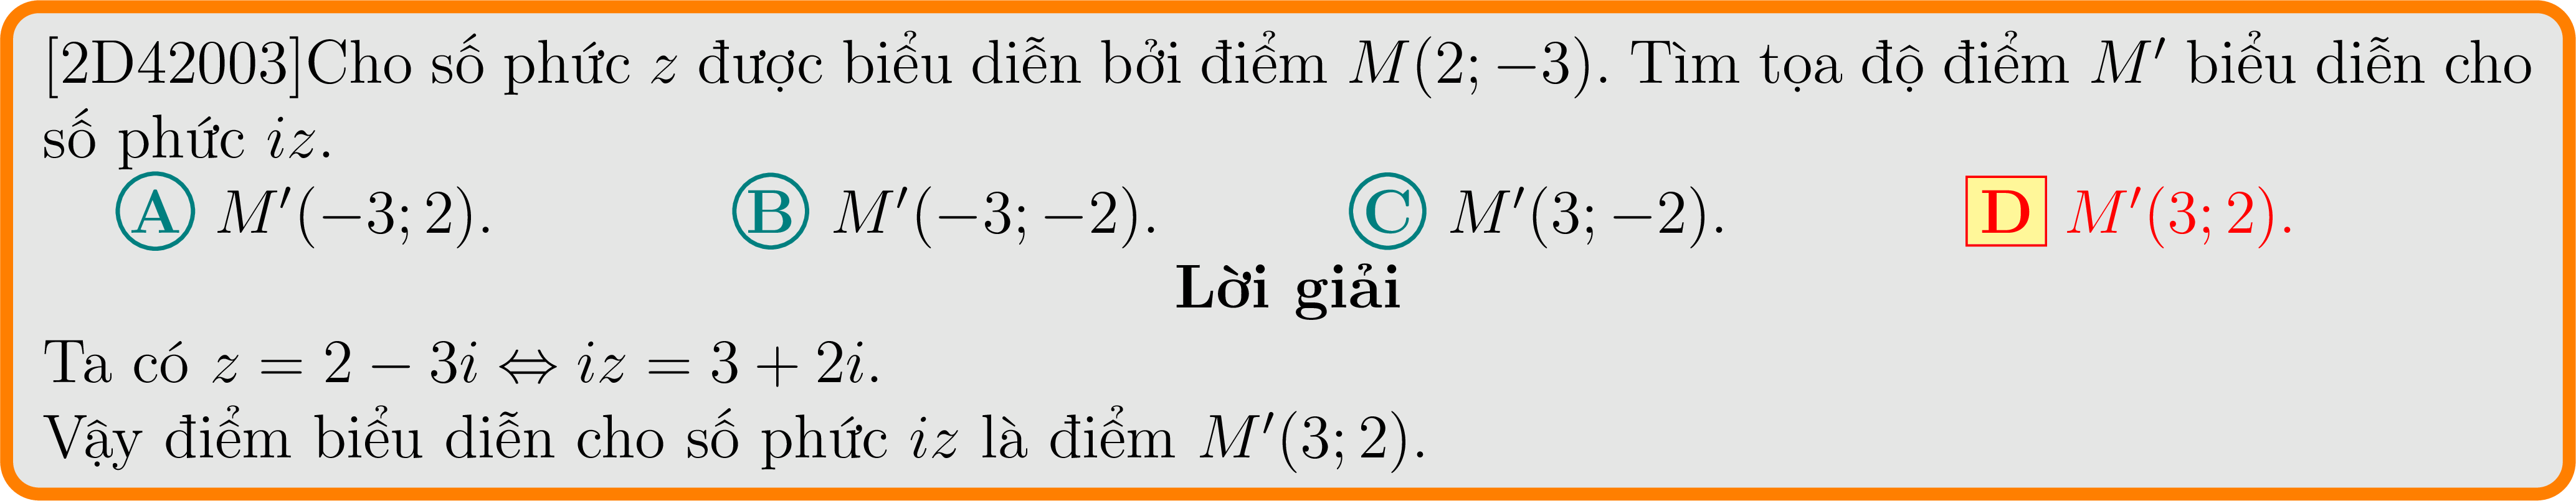 [2D42003]Cho số phức z được biểu diễn bởi điểm M(2; −3). Tìm tọa độ điểm M′ biểu diễn cho
số phức iz.
A M′(−3; 2). B M′(−3; −2). C M′(3; −2). D M′(3; 2).
Lời giải
Ta có z = 2 − 3i ⇔ iz = 3 + 2i.
Vậy điểm biểu diễn cho số phức iz là điểm M′(3; 2).